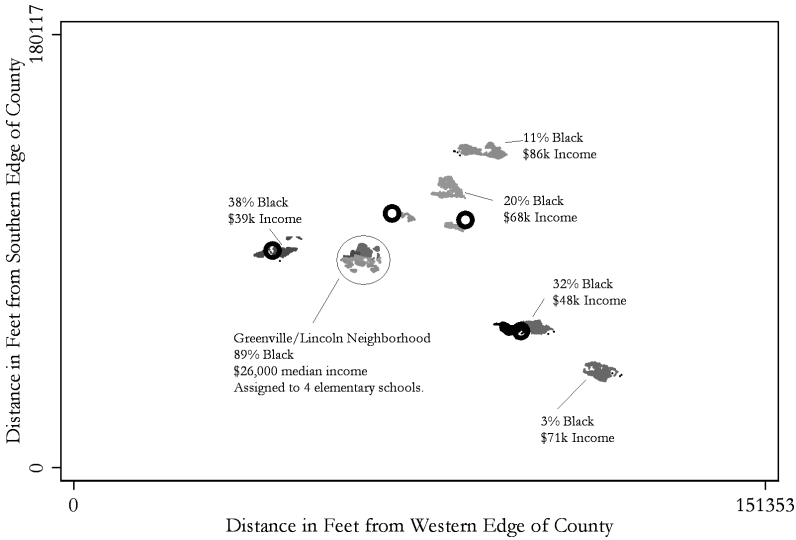 180117
Distance in Feet from Southern Edge of County
0
11% Black
$86k Income
20% Black
$68k Income
38% Black
$39k Income
32% Black
$48k Income
Greenville/Lincoln Neighborhood
89% Black
$26,000 median income
Assigned to 4 elementary schools.
3% Black
$71k Income
0
151353
Distance in Feet from Western Edge of County